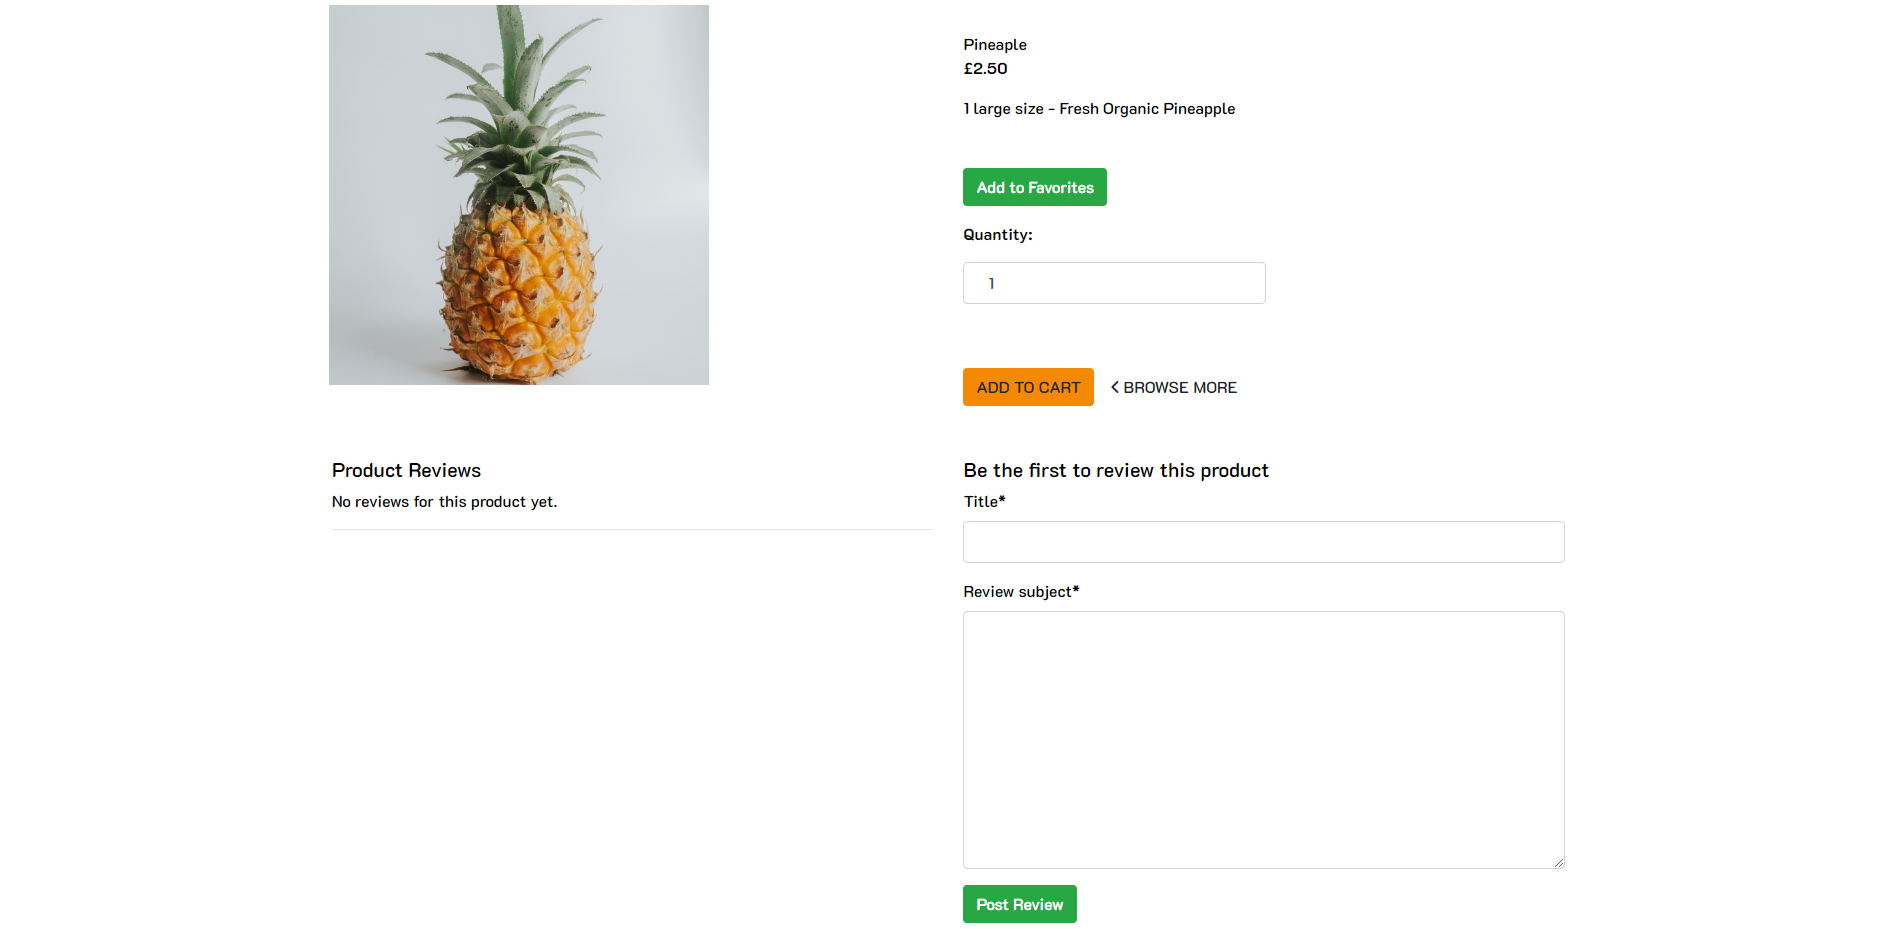 Pineaple
£2.50
1 large size - Fresh Organic Pineapple
Add to Favorites
Quantity:
1
ADD TO CART
BROWSE MORE
Product Reviews
No reviews for this product yet.
Be the first to review this product
Title*
Review subject*
Post Review